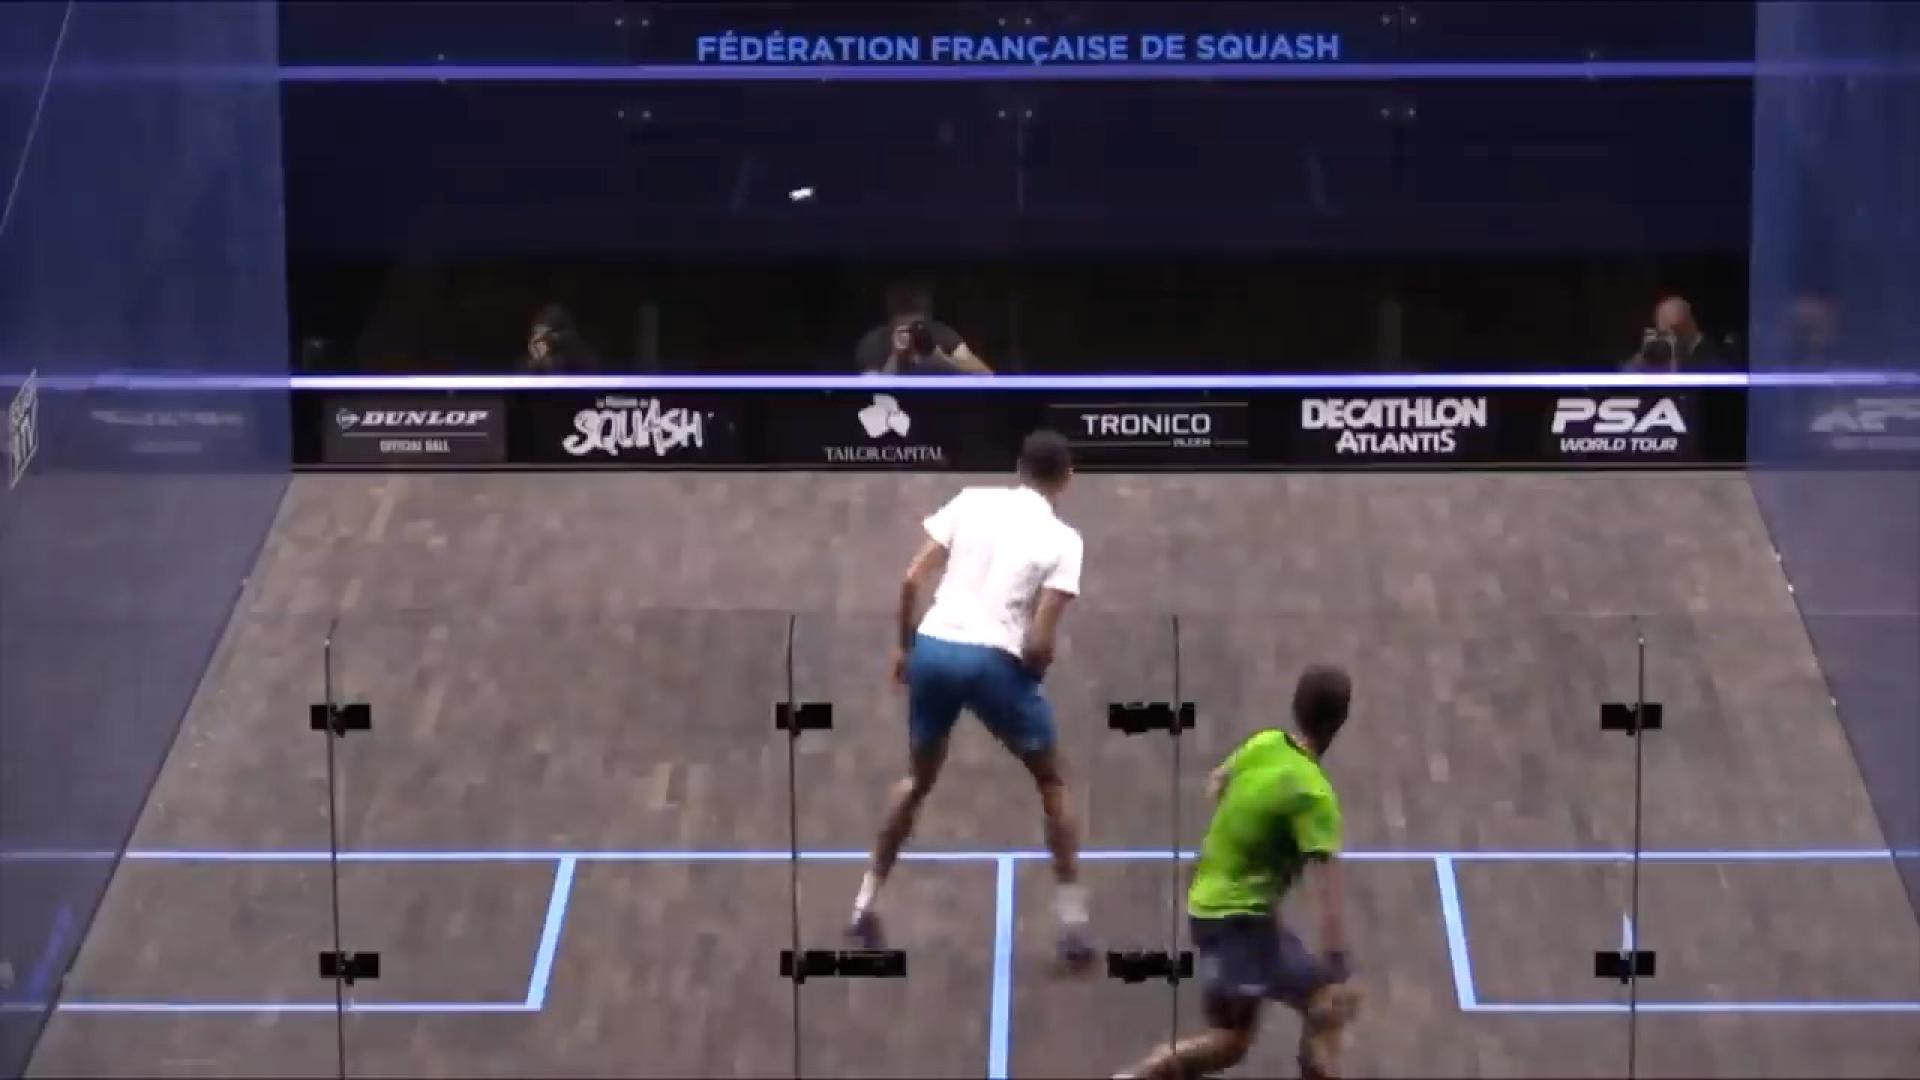 FÉDÉRATION FRANÇAISE DE SQUASH
DUNLOP
OFFICIAL BALL
SQUASH
TAILOR CAPITAL
TRONICO
DECATHLON
ATLANTIS
PSA
WORLD TOUR